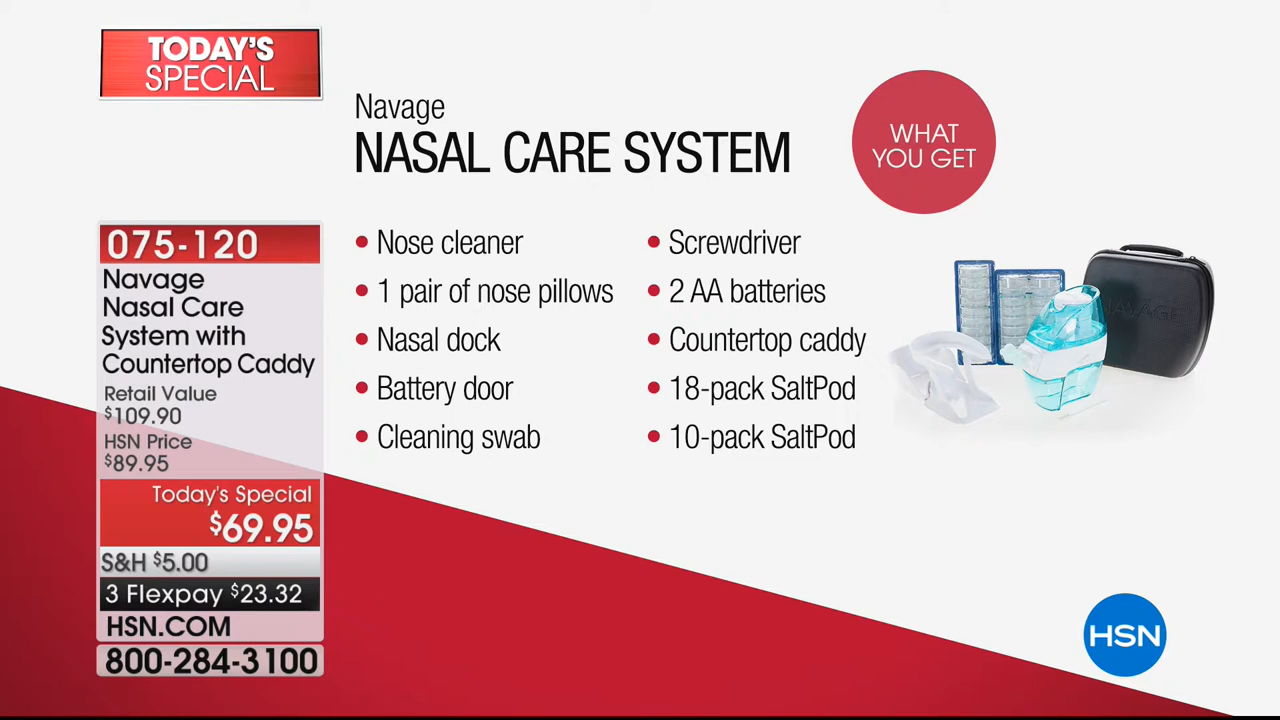 TODAY'S
SPECIAL
Navage
NASAL CARE SYSTEM
WHAT
YOU GET
• Nose cleaner
• 1 pair of nose pillows
• Nasal dock
• Battery door
• Cleaning swab
• Screwdriver
• 2 AA batteries
• Countertop caddy
• 18-pack SaltPod
• 10-pack SaltPod
NAVAGE
075-120
Navage
Nasal Care
System with
Countertop Caddy
Retail Value
$109.90
HSN Price
$89.95
Today's Special
$69.95
S&H $5.00
3 Flexpay $23.32
HSN.COM
800-284-3100
HSN